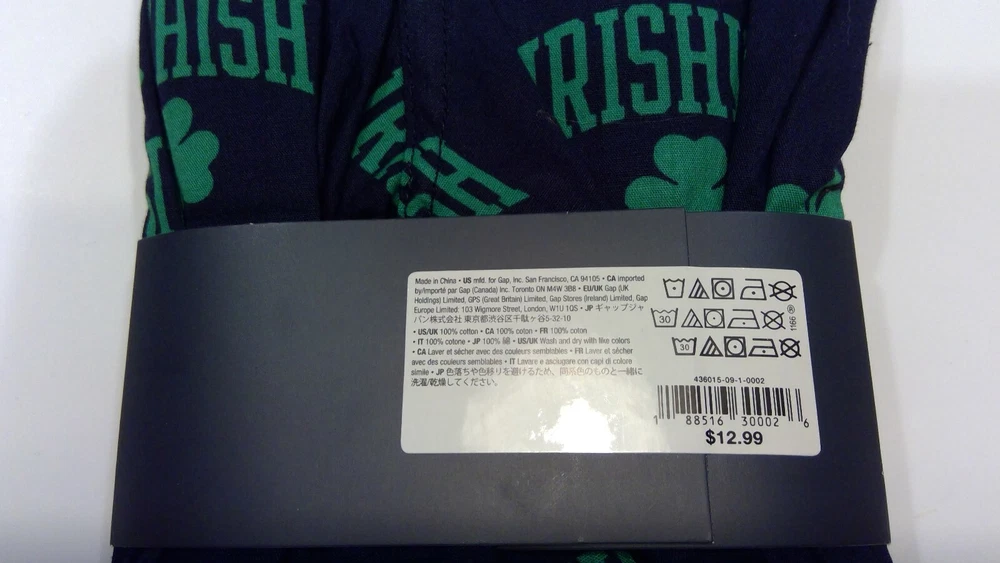 IRISH
IRISH
IRISH
Made in China • US mfd. for Gap, Inc. San Francisco, CA 94105 • CA imported
by/importé par Gap (Canada) Inc. Toronto ON M4W 3B8 • EU/UK Gap (UK
Holdings) Limited, GPS (Great Britain) Limited, Gap Stores (Ireland) Limited, Gap
Europe Limited: 103 Wigmore Street, London, W1U 1QS • JP ギャップジャ
パン株式会社 東京都渋谷区千駄ヶ谷5-32-10
• US/UK 100% cotton • CA 100% coton • FR 100% coton
• IT 100% cotone • JP 100% 綿 • US/UK Wash and dry with like colors
• CA Laver et sécher avec des couleurs semblables • FR Laver et sécher
avec des couleurs semblables • IT Lavare e asciugare con capi di colore
simile • JP 色落ちや色移りを避けるため、同系色のものと一緒に
洗濯/乾燥してください。
30
30
1166 ®
436015-09-1-0002
1 88516 30002 6
$12.99